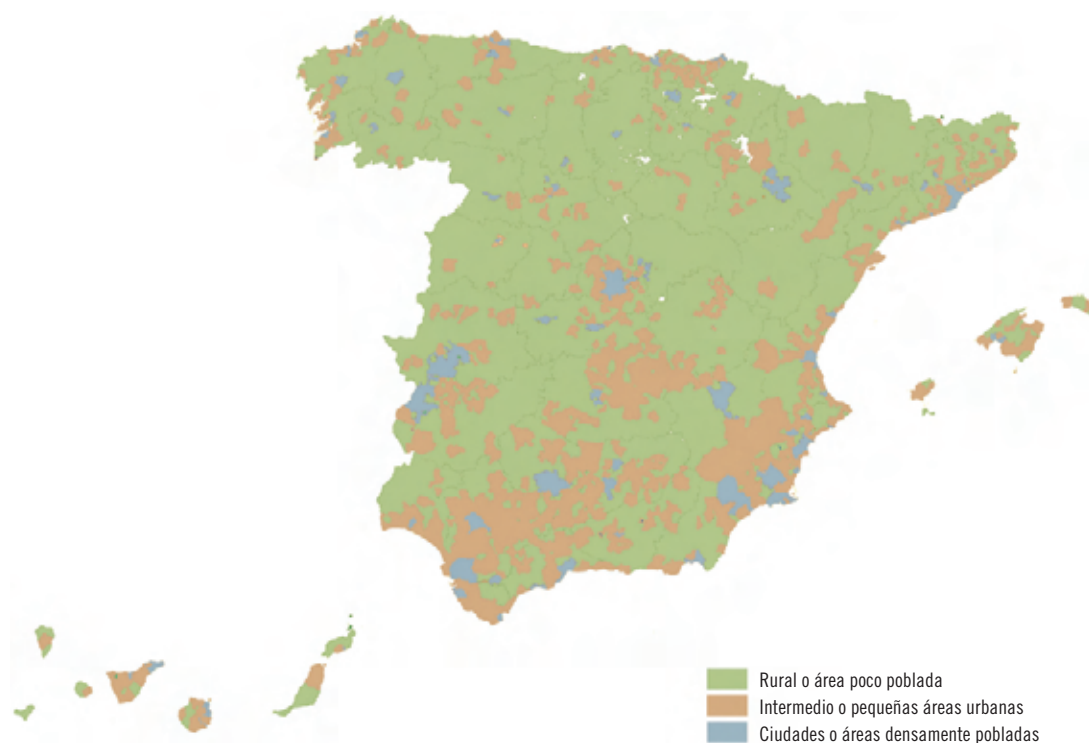 Rural o área poco poblada
Intermedio o pequeñas áreas urbanas
Ciudades o áreas densamente pobladas